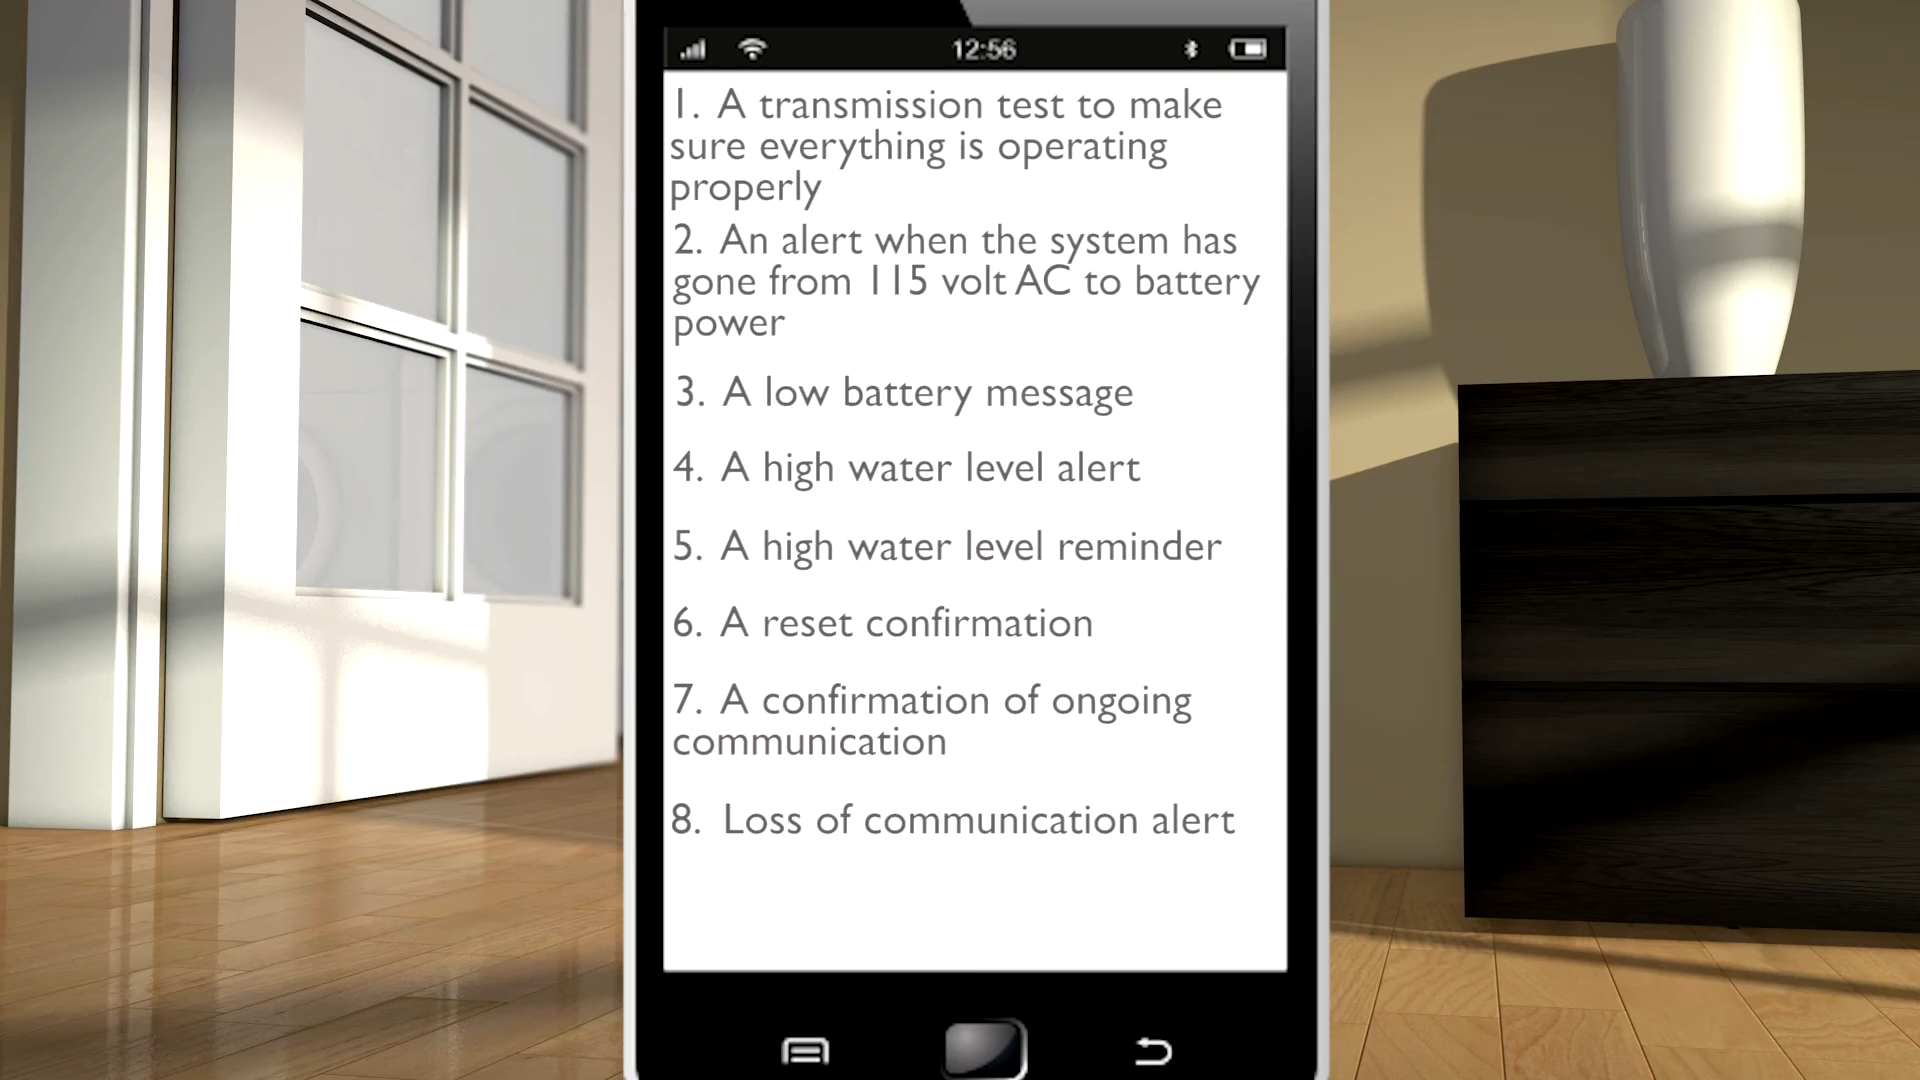 12:56
1. A transmission test to make
sure everything is operating
properly
2. An alert when the system has
gone from 115 volt AC to battery
power
3. A low battery message
4. A high water level alert
5. A high water level reminder
6. A reset confirmation
7. A confirmation of ongoing
communication
8. Loss of communication alert